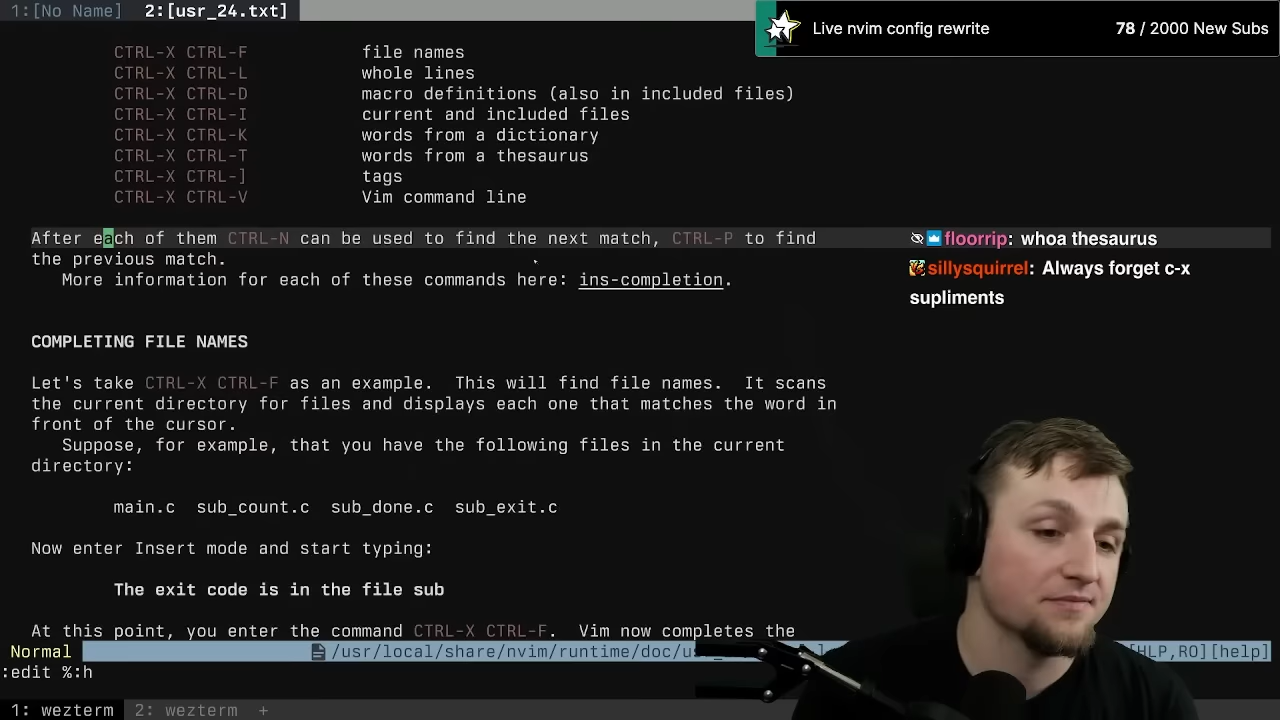 1:[No Name]  2:[usr_24.txt]
Live nvim config rewrite 78 / 2000 New Subs
CTRL-X CTRL-F file names
CTRL-X CTRL-L whole lines
CTRL-X CTRL-D macro definitions (also in included files)
CTRL-X CTRL-I current and included files
CTRL-X CTRL-K words from a dictionary
CTRL-X CTRL-T words from a thesaurus
CTRL-X CTRL-] tags
CTRL-X CTRL-V Vim command line
After each of them CTRL-N can be used to find the next match, CTRL-P to find
the previous match.
More information for each of these commands here: ins-completion.
floorrip: whoa thesaurus
sillysquirrel: Always forget c-x
supliments
COMPLETING FILE NAMES
Let's take CTRL-X CTRL-F as an example.  This will find file names.  It scans
the current directory for files and displays each one that matches the word in
front of the cursor.
Suppose, for example, that you have the following files in the current
directory:
main.c  sub_count.c  sub_done.c  sub_exit.c
Now enter Insert mode and start typing:
The exit code is in the file sub
At this point, you enter the command CTRL-X CTRL-F.  Vim now completes the
Normal /usr/local/share/nvim/runtime/doc/us [HLP,RO][help]
:edit %:h
1: wezterm  2: wezterm  +